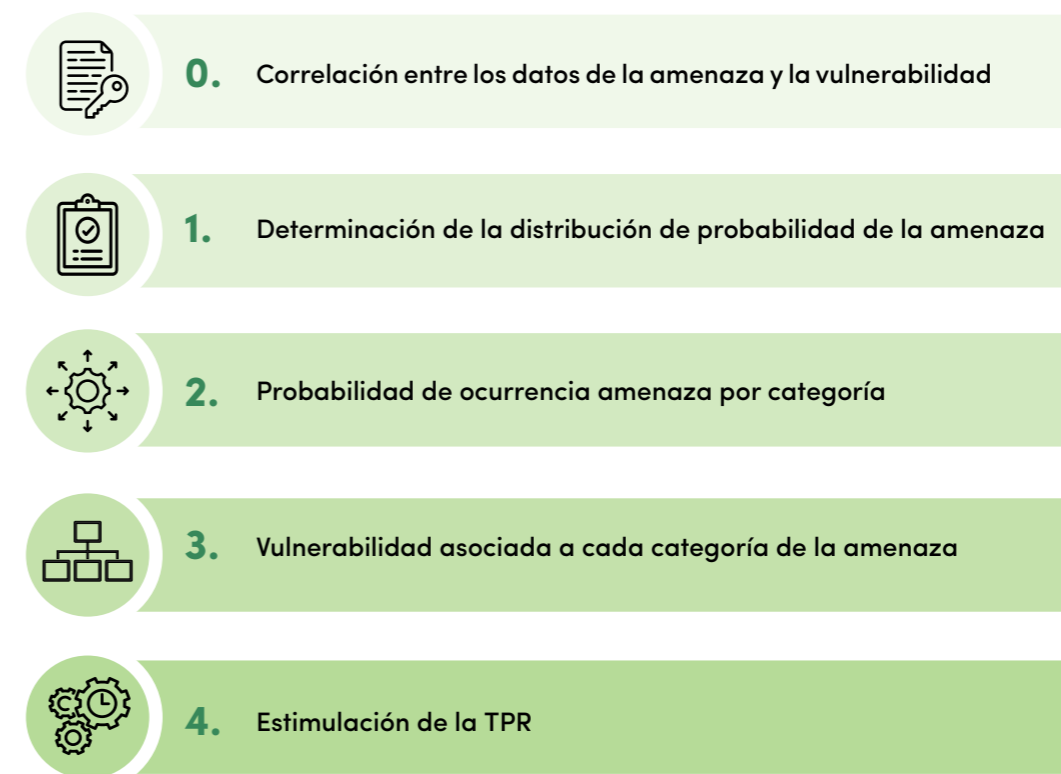 0. Correlación entre los datos de la amenaza y la vulnerabilidad
1. Determinación de la distribución de probabilidad de la amenaza
2. Probabilidad de ocurrencia amenaza por categoría
3. Vulnerabilidad asociada a cada categoría de la amenaza
4. Estimulación de la TPR